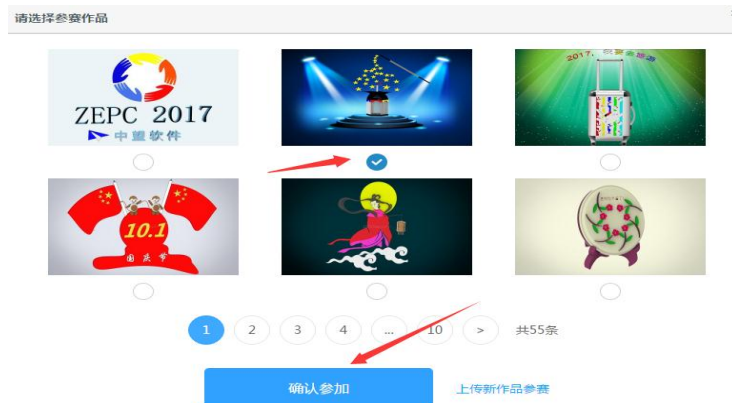 请选择参赛作品
ZEPC 2017
中望软件
10.1
国庆节
1 2 3 4 ... 10 > 共55条
确认参加 上传新作品参赛